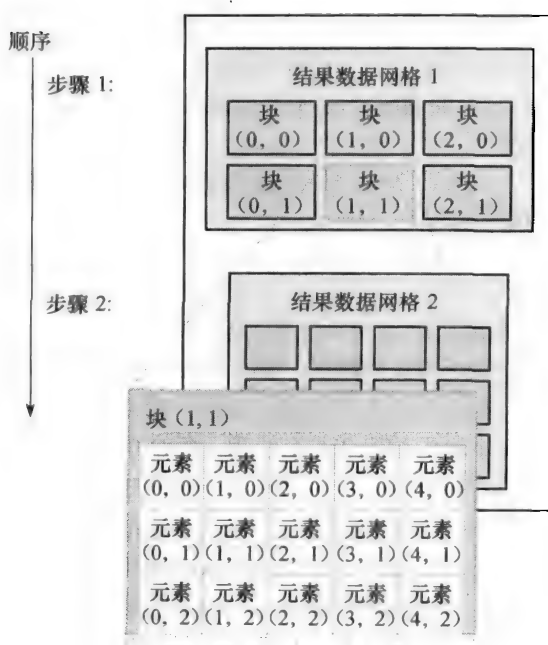 顺序
步骤 1:
结果数据网格 1
块 块 块
(0, 0) (1, 0) (2, 0)
块 块 块
(0, 1) (1, 1) (2, 1)
步骤 2:
结果数据网格 2
块 (1, 1)
元素 元素 元素 元素 元素
(0, 0) (1, 0) (2, 0) (3, 0) (4, 0)
元素 元素 元素 元素 元素
(0, 1) (1, 1) (2, 1) (3, 1) (4, 1)
元素 元素 元素 元素 元素
(0, 2) (1, 2) (2, 2) (3, 2) (4, 2)